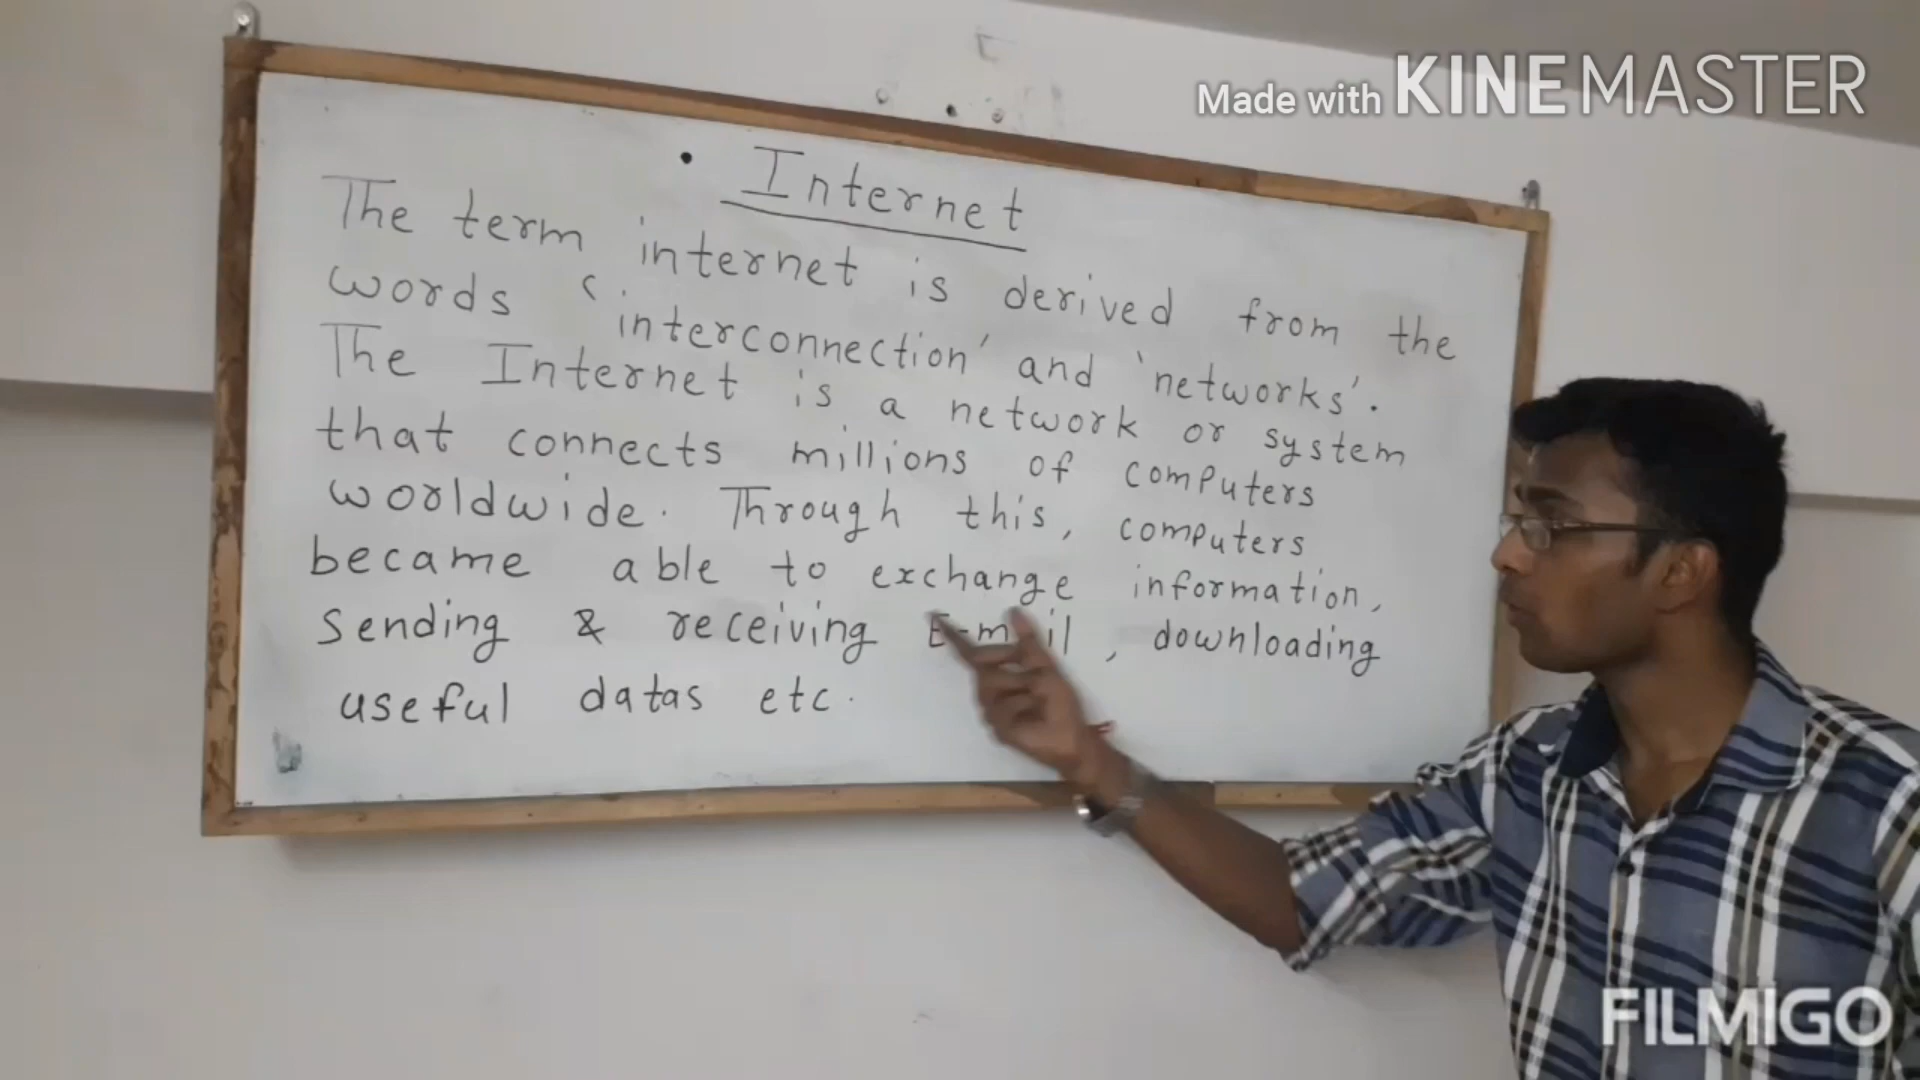 Made with KINEMASTER
• Internet
The term internet is derived from the
words ‘interconnection’ and ‘networks’.
The Internet is a network or system
that connects millions of computers
worldwide. Through this, computers
became able to exchange information,
sending & receiving E-mail, downloading
useful datas etc.
FILMIGO